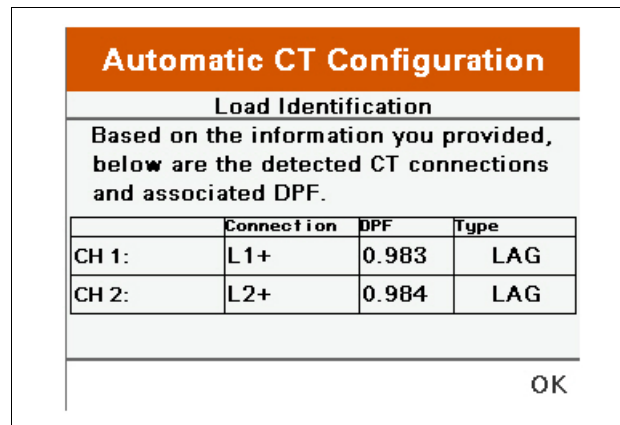 Automatic CT Configuration
Load Identification
Based on the information you provided,
below are the detected CT connections
and associated DPF.
Connection DPF Type
CH 1: L1+ 0.983 LAG
CH 2: L2+ 0.984 LAG
OK